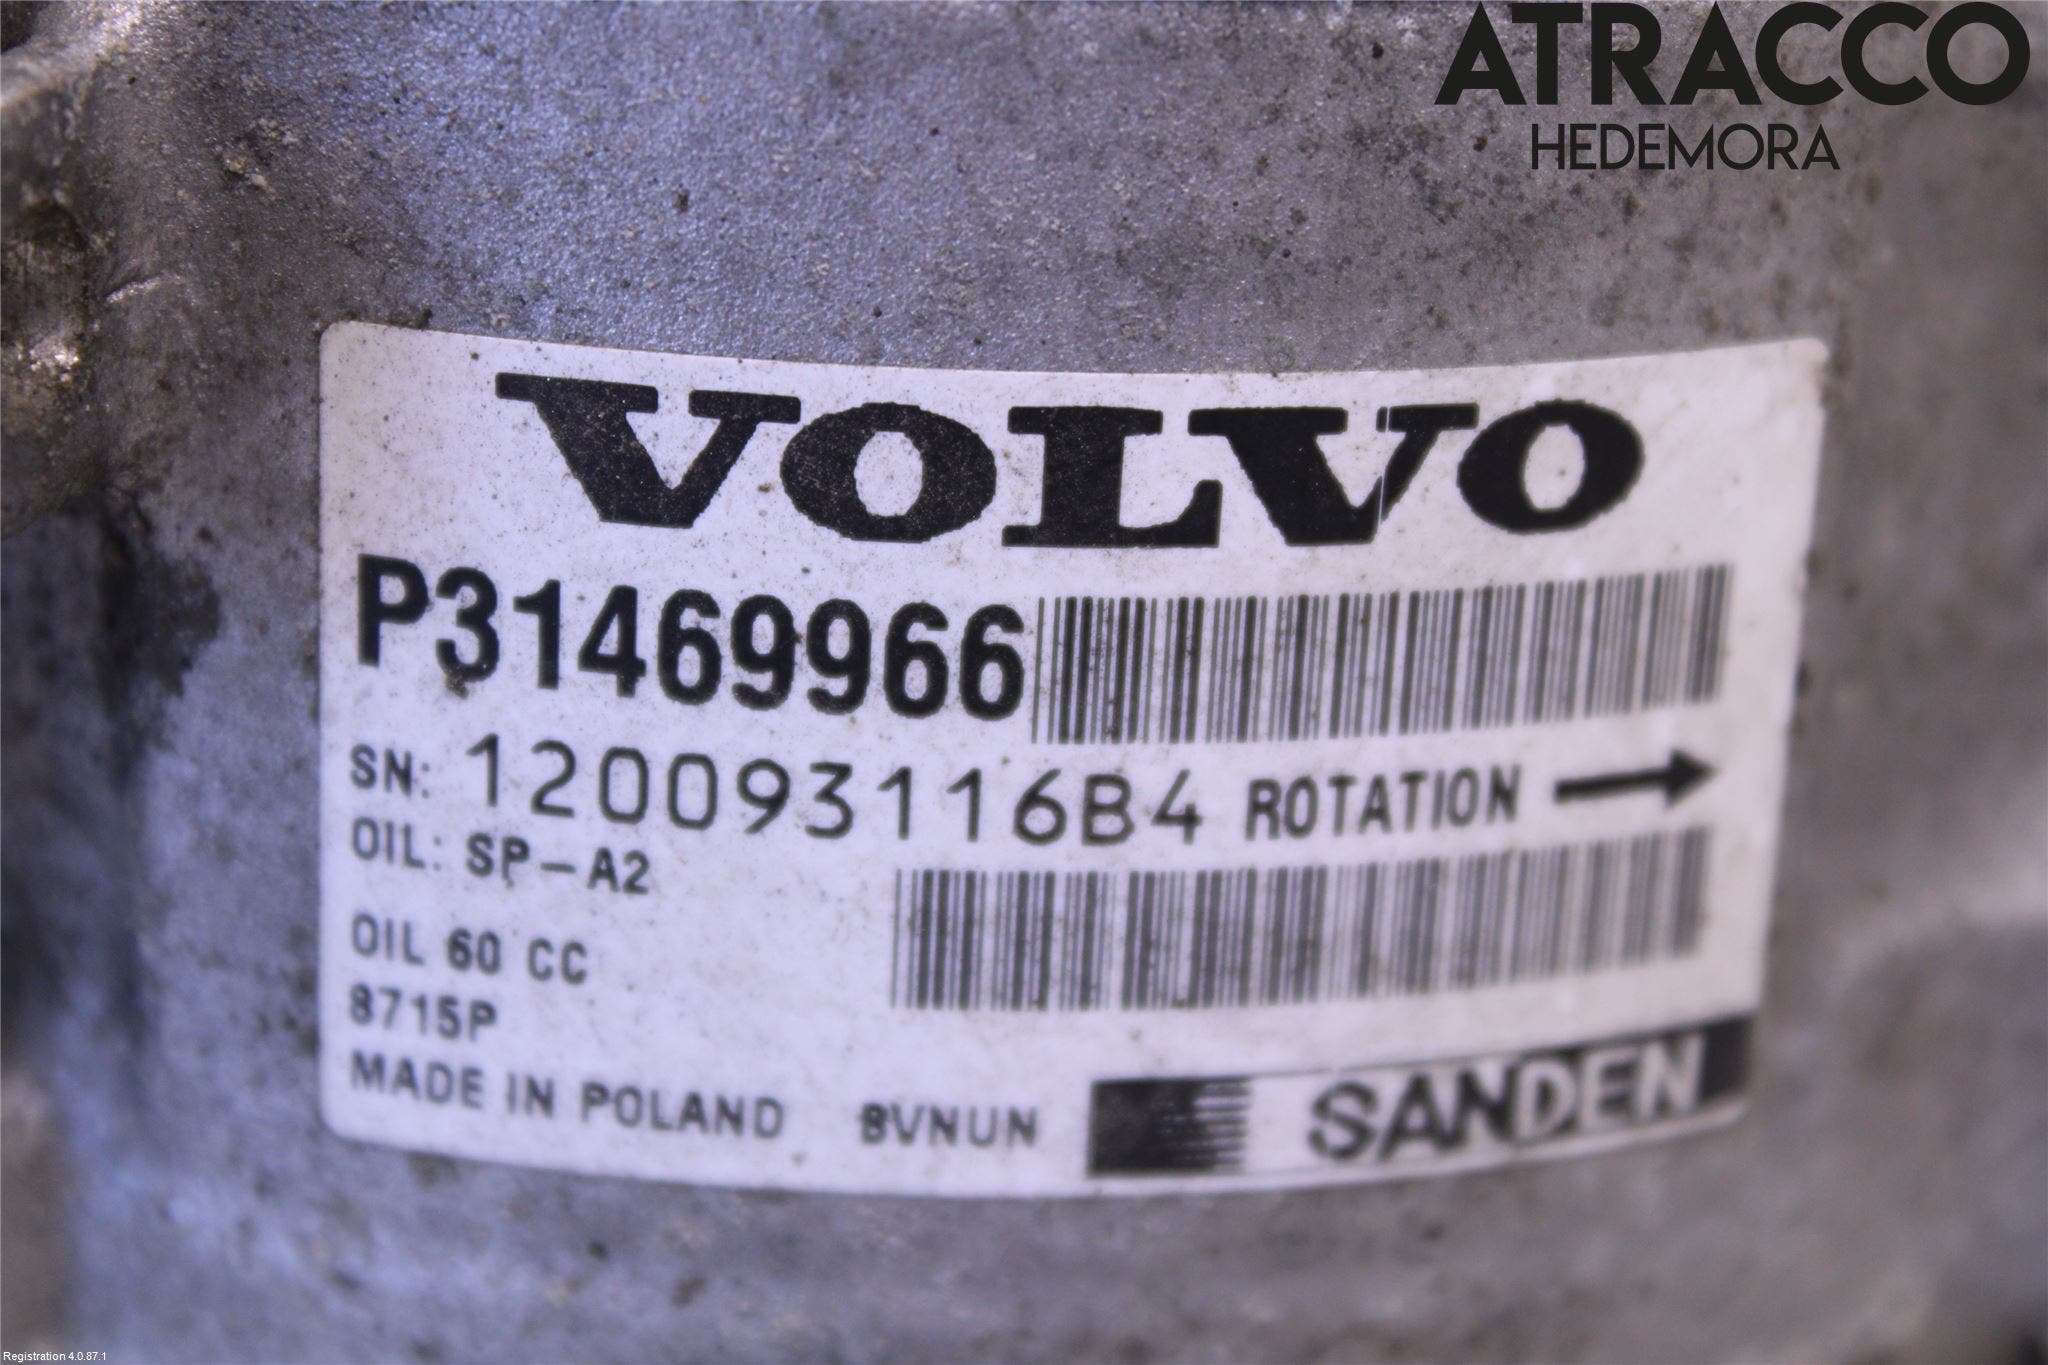 ATRACCO
HEDEMORA
VOLVO
P31469966
SN: 120093116B4 ROTATION →
OIL: SP-A2
OIL 60 CC
8715P
MADE IN POLAND 8VNUN SANDEN
Registration 4.0.87.1